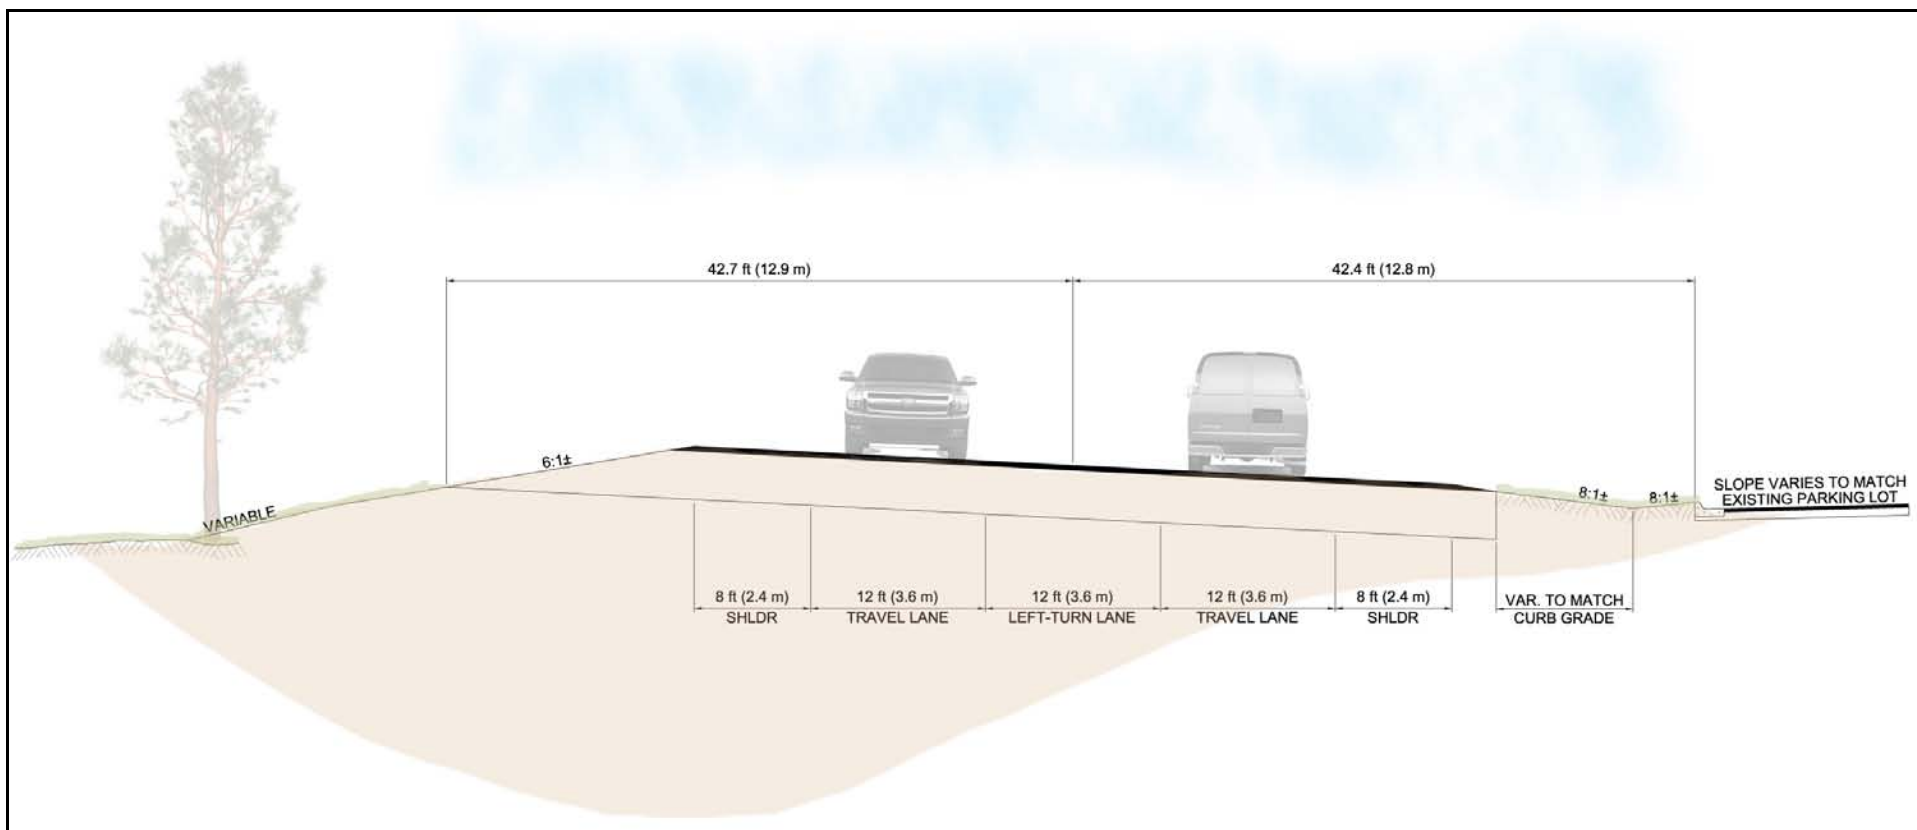 42.7 ft (12.9 m)
42.4 ft (12.8 m)
6:1±
VARIABLE
8:1±
8:1±
SLOPE VARIES TO MATCH
EXISTING PARKING LOT
8 ft (2.4 m)
SHLDR
12 ft (3.6 m)
TRAVEL LANE
12 ft (3.6 m)
LEFT-TURN LANE
12 ft (3.6 m)
TRAVEL LANE
8 ft (2.4 m)
SHLDR
VAR. TO MATCH
CURB GRADE